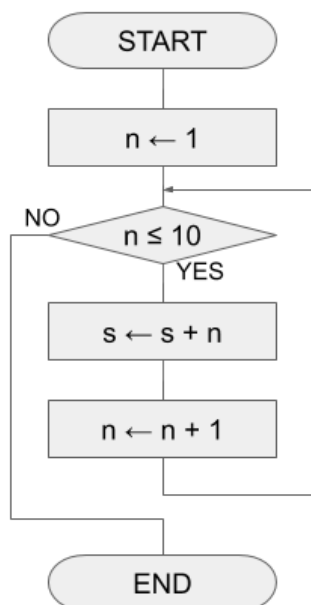 START
n ← 1
NO
n ≤ 10
YES
s ← s + n
n ← n + 1
END